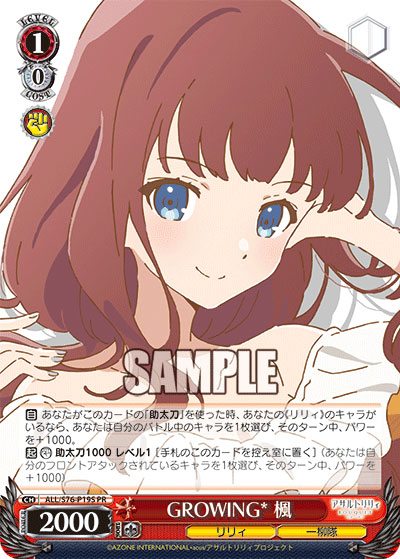 LEVEL
1
0
COST
SAMPLE
自 あなたがこのカードの「助太刀」を使った時、あなたの《リリィ》のキャラが
いるなら、あなたは自分のバトル中のキャラを1枚選び、そのターン中、パワー
を+1000。
起 助太刀1000 レベル1 [手札のこのカードを控え室に置く] (あなたは自
分のフロントアタックされているキャラを1枚選び、そのターン中、パワーを
+1000)
CH ALL/S76-P19S PR
POWER
2000
GROWING* 楓
アサルトリリィ
リリィ
一柳隊
©AZONE INTERNATIONAL・acus/アサルトリリィプロジェクト